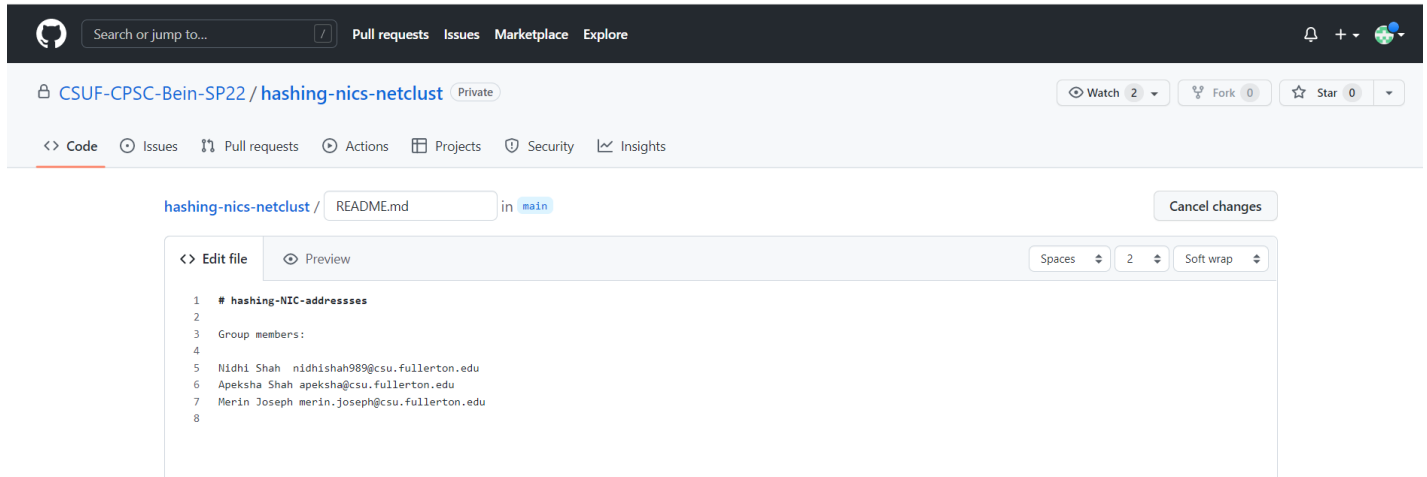 Search or jump to... / Pull requests Issues Marketplace Explore
CSUF-CPSC-Bein-SP22 / hashing-nics-netclust Private Watch 2 Fork 0 Star 0
<> Code Issues Pull requests Actions Projects Security Insights
hashing-nics-netclust / README.md in main Cancel changes
<> Edit file Preview Spaces 2 Soft wrap
1 # hashing-NIC-addressses
2
3 Group members:
4
5 Nidhi Shah  nidhishah989@csu.fullerton.edu
6 Apeksha Shah apeksha@csu.fullerton.edu
7 Merin Joseph merin.joseph@csu.fullerton.edu
8